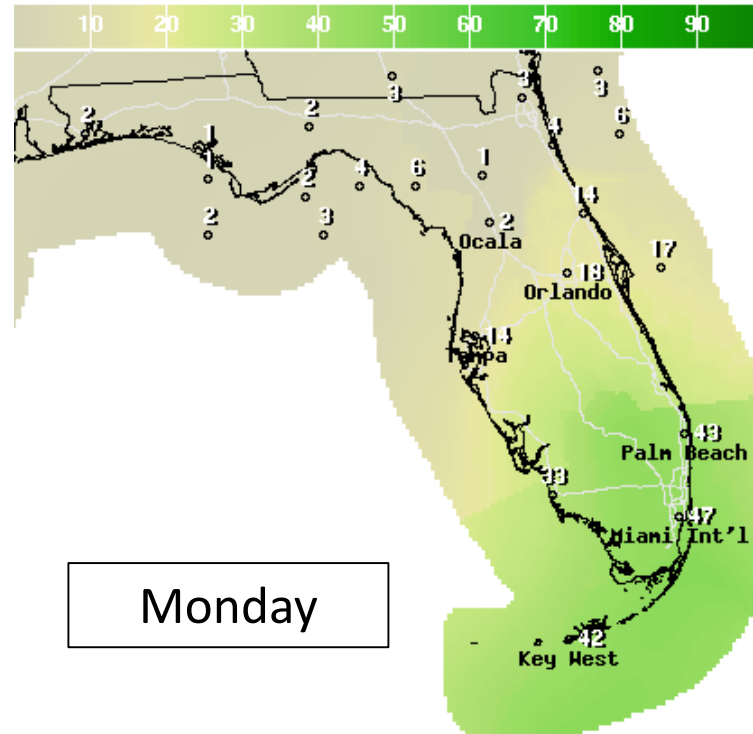 10 20 30 40 50 60 70 80 90
3 3 3
2 2 6
1 4
1 2 4 6 1
14
2 3 2
Ocala
17
18
Orlando
14
Tampa
43
Palm Beach
33
47
Miami Int'l
Monday
42
Key West